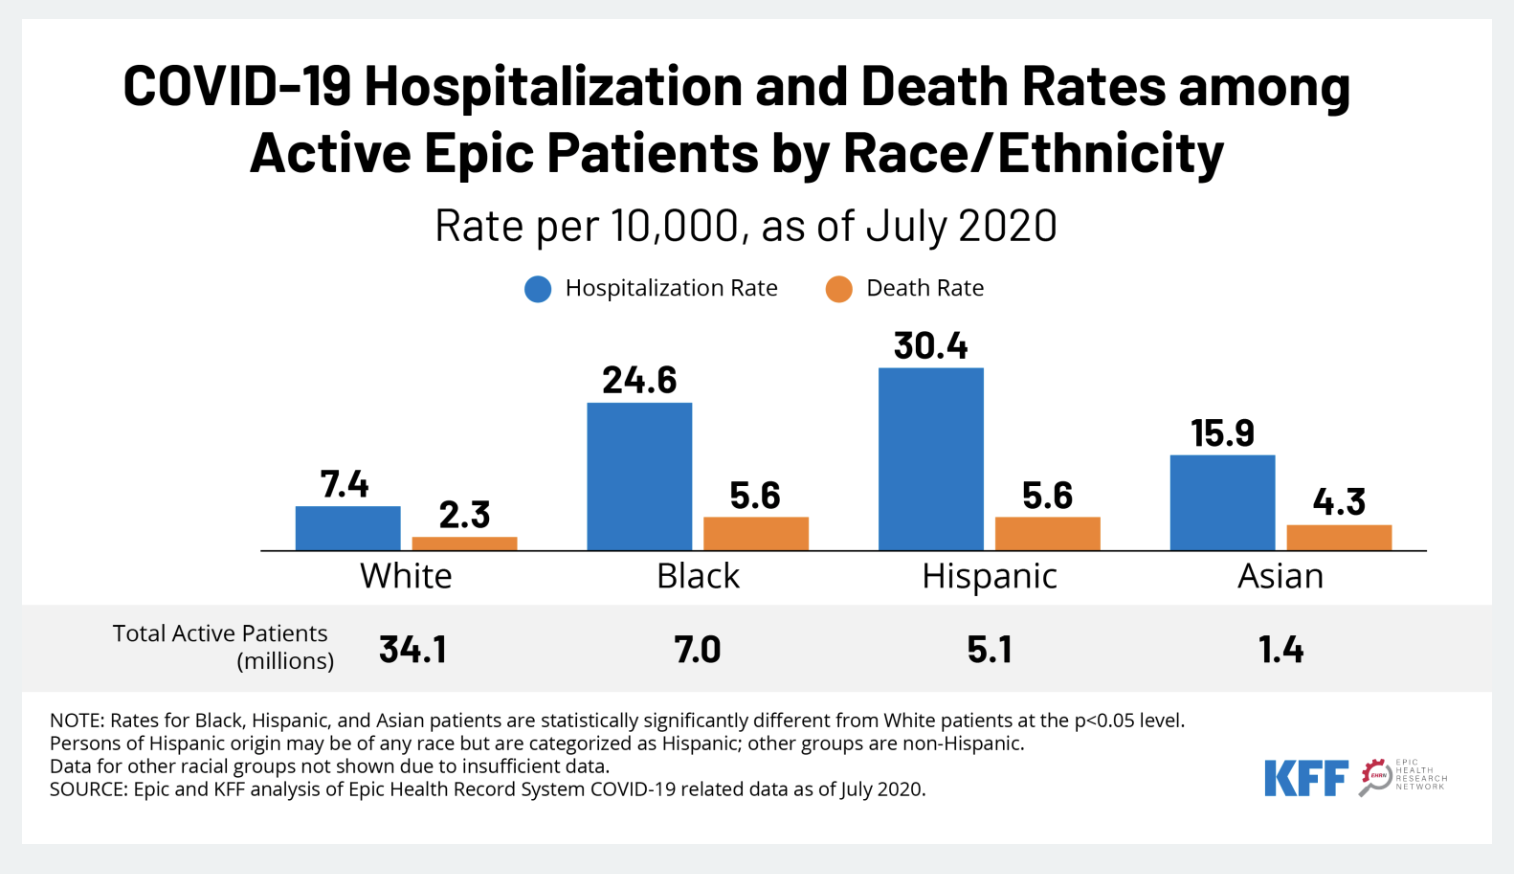 COVID-19 Hospitalization and Death Rates among
Active Epic Patients by Race/Ethnicity
Rate per 10,000, as of July 2020
Hospitalization Rate Death Rate
7.4 2.3 24.6 5.6 30.4 5.6 15.9 4.3
White Black Hispanic Asian
Total Active Patients
(millions) 34.1 7.0 5.1 1.4
NOTE: Rates for Black, Hispanic, and Asian patients are statistically significantly different from White patients at the p<0.05 level.
Persons of Hispanic origin may be of any race but are categorized as Hispanic; other groups are non-Hispanic.
Data for other racial groups not shown due to insufficient data.
SOURCE: Epic and KFF analysis of Epic Health Record System COVID-19 related data as of July 2020.
KFF
EHRN
EPIC
HEALTH
RESEARCH
NETWORK